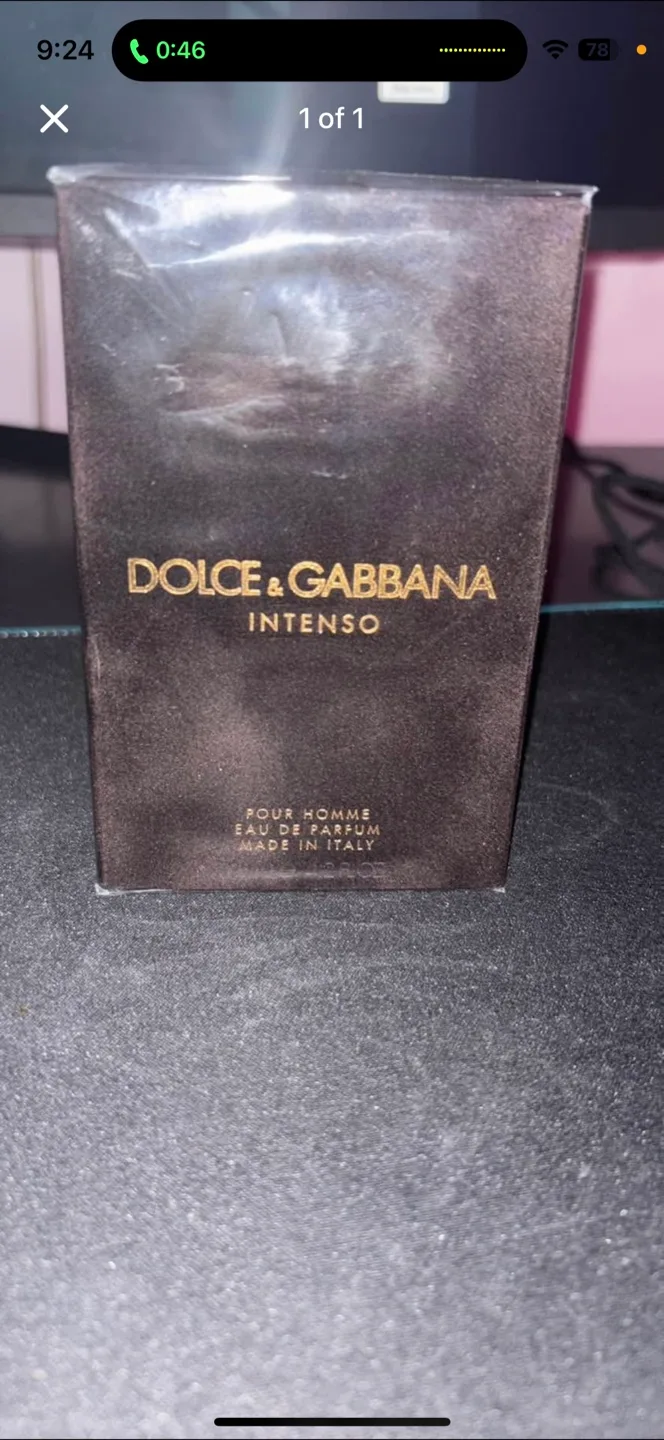 9:24
0:46
78
1 of 1
DOLCE & GABBANA
INTENSO
POUR HOMME
EAU DE PARFUM
MADE IN ITALY